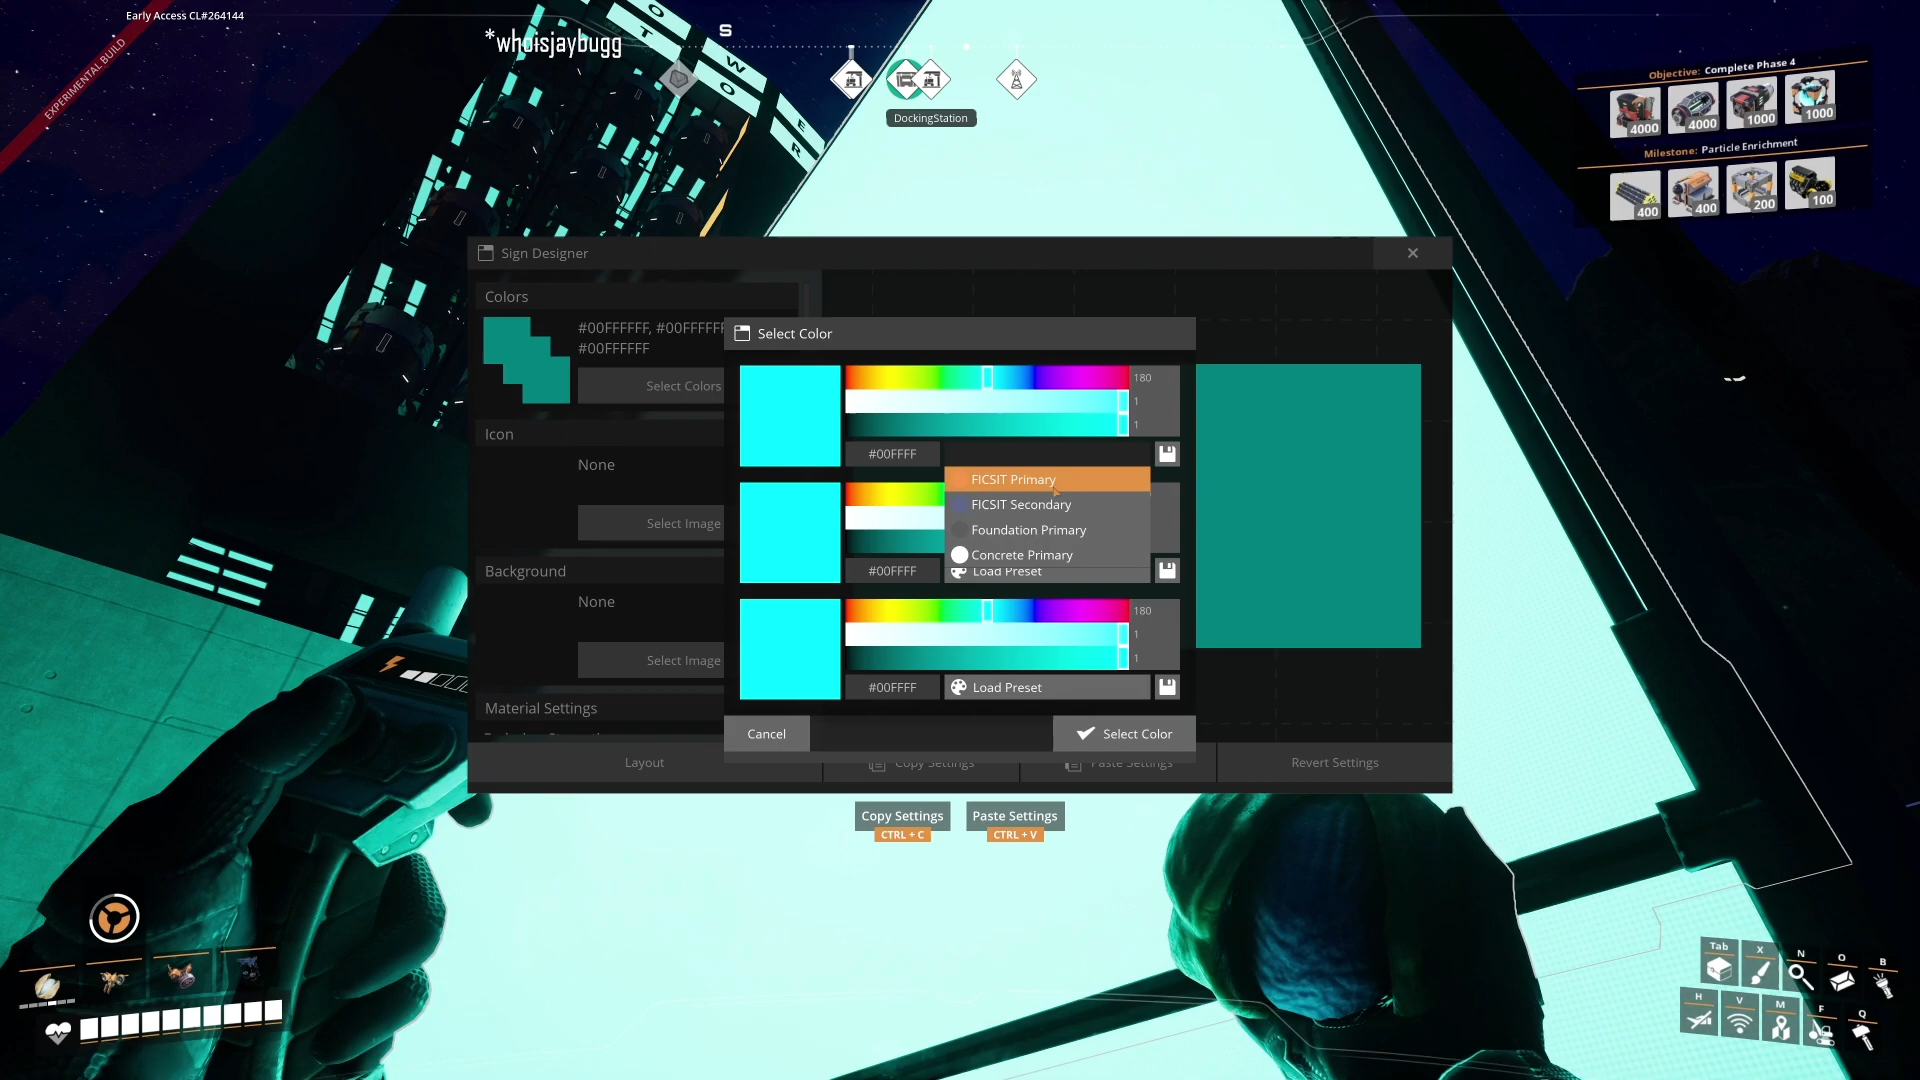 Early Access CL#264144
EXPERIMENTAL BUILD
*whoisjaybugg
S
O
T
W
O
E
R
DockingStation
Objective: Complete Phase 4
4000
4000
1000
1000
Milestone: Particle Enrichment
400
400
200
100
Sign Designer
Colors
#00FFFFFF, #00FFFFFF
#00FFFFFF
Select Colors
Icon
None
Select Image
Background
None
Select Image
Material Settings
Select Color
180
1
1
#00FFFF
FICSIT Primary
FICSIT Secondary
Foundation Primary
Concrete Primary
#00FFFF
Load Preset
180
1
1
#00FFFF
Load Preset
Cancel
Select Color
Layout
Copy Settings
Paste Settings
Revert Settings
Copy Settings
CTRL + C
Paste Settings
CTRL + V
Tab
X
N
O
B
H
V
M
F
Q